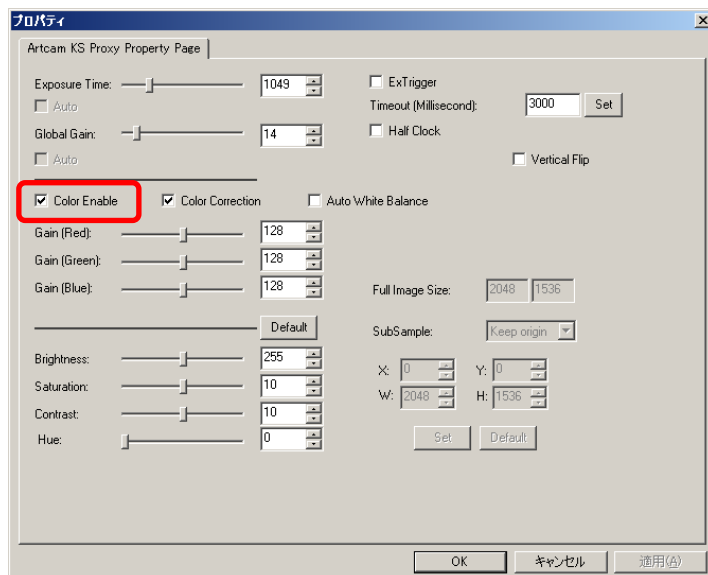 プロパティ
Artcam KS Proxy Property Page
Exposure Time: 1049
Auto
Global Gain: 14
Auto
ExTrigger
Timeout (Millisecond): 3000 Set
Half Clock
Vertical Flip
Color Enable Color Correction Auto White Balance
Gain (Red): 128
Gain (Green): 128
Gain (Blue): 128
Default
Brightness: 255
Saturation: 10
Contrast: 10
Hue: 0
Full Image Size: 2048 1536
SubSample: Keep origin
X: 0 Y: 0
W: 2048 H: 1536
Set Default
OK キャンセル 適用(A)